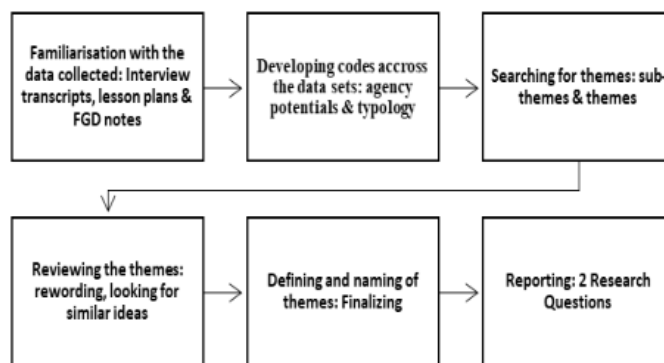 Familiarisation with the
data collected: Interview
transcripts, lesson plans &
FGD notes
Developing codes accross
the data sets: agency
potentials & typology
Searching for themes: sub-
themes & themes
Reviewing the themes:
rewording, looking for
similar ideas
Defining and naming of
themes: Finalizing
Reporting: 2 Research
Questions